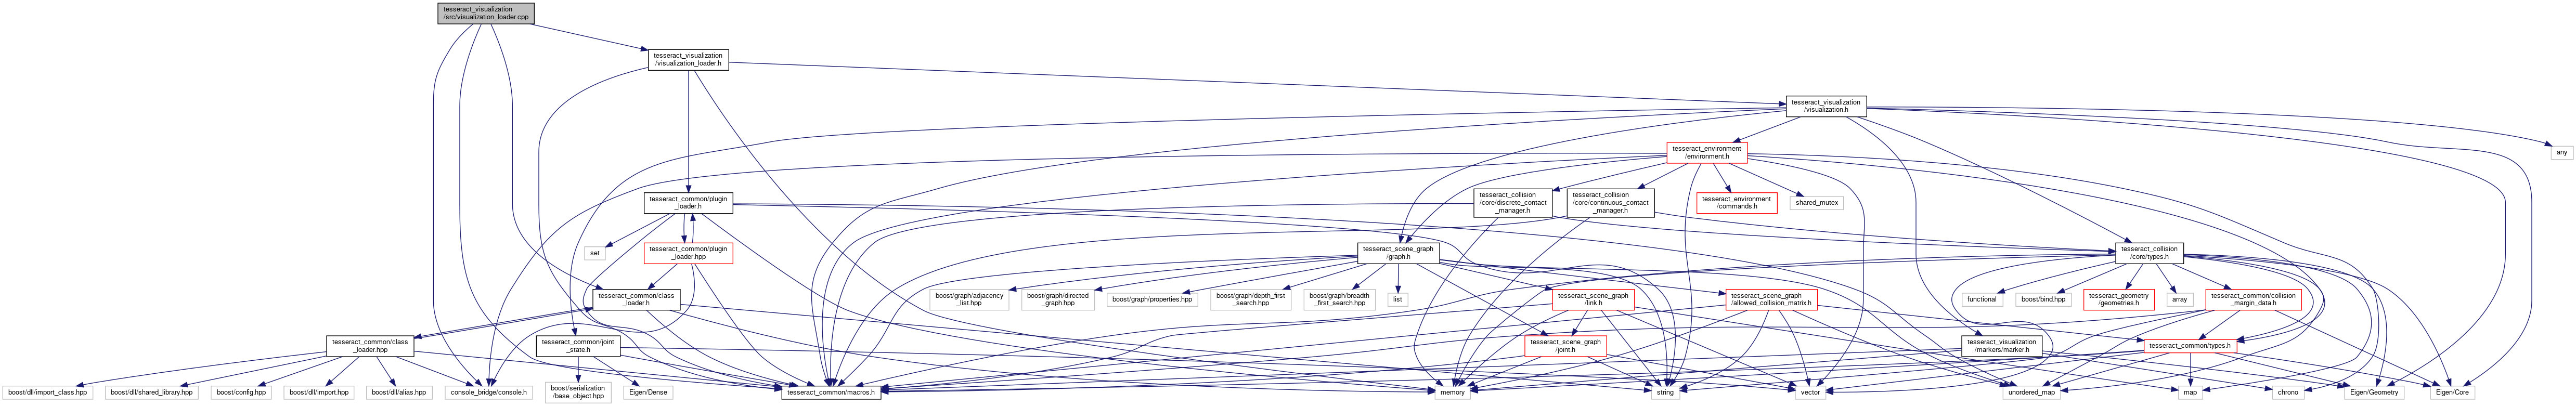 tesseract_visualization
/src/visualization_loader.cpp
tesseract_visualization
/visualization_loader.h
tesseract_visualization
/visualization.h
any
tesseract_environment
/environment.h
tesseract_common/plugin
_loader.h
tesseract_collision
/core/discrete_contact
_manager.h
tesseract_collision
/core/continuous_contact
_manager.h
tesseract_environment
/commands.h
shared_mutex
set
tesseract_common/plugin
_loader.hpp
tesseract_scene_graph
/graph.h
tesseract_collision
/core/types.h
tesseract_common/class
_loader.h
boost/graph/adjacency
_list.hpp
boost/graph/directed
_graph.hpp
boost/graph/properties.hpp
boost/graph/depth_first
_search.hpp
boost/graph/breadth
_first_search.hpp
list
tesseract_scene_graph
/link.h
tesseract_scene_graph
/allowed_collision_matrix.h
functional
boost/bind.hpp
tesseract_geometry
/geometries.h
array
tesseract_common/collision
_margin_data.h
tesseract_common/class
_loader.hpp
tesseract_common/joint
_state.h
tesseract_scene_graph
/joint.h
tesseract_visualization
/markers/marker.h
tesseract_common/types.h
boost/dll/import_class.hpp
boost/dll/shared_library.hpp
boost/config.hpp
boost/dll/import.hpp
boost/dll/alias.hpp
console_bridge/console.h
boost/serialization
/base_object.hpp
Eigen/Dense
tesseract_common/macros.h
memory
string
vector
unordered_map
map
chrono
Eigen/Geometry
Eigen/Core